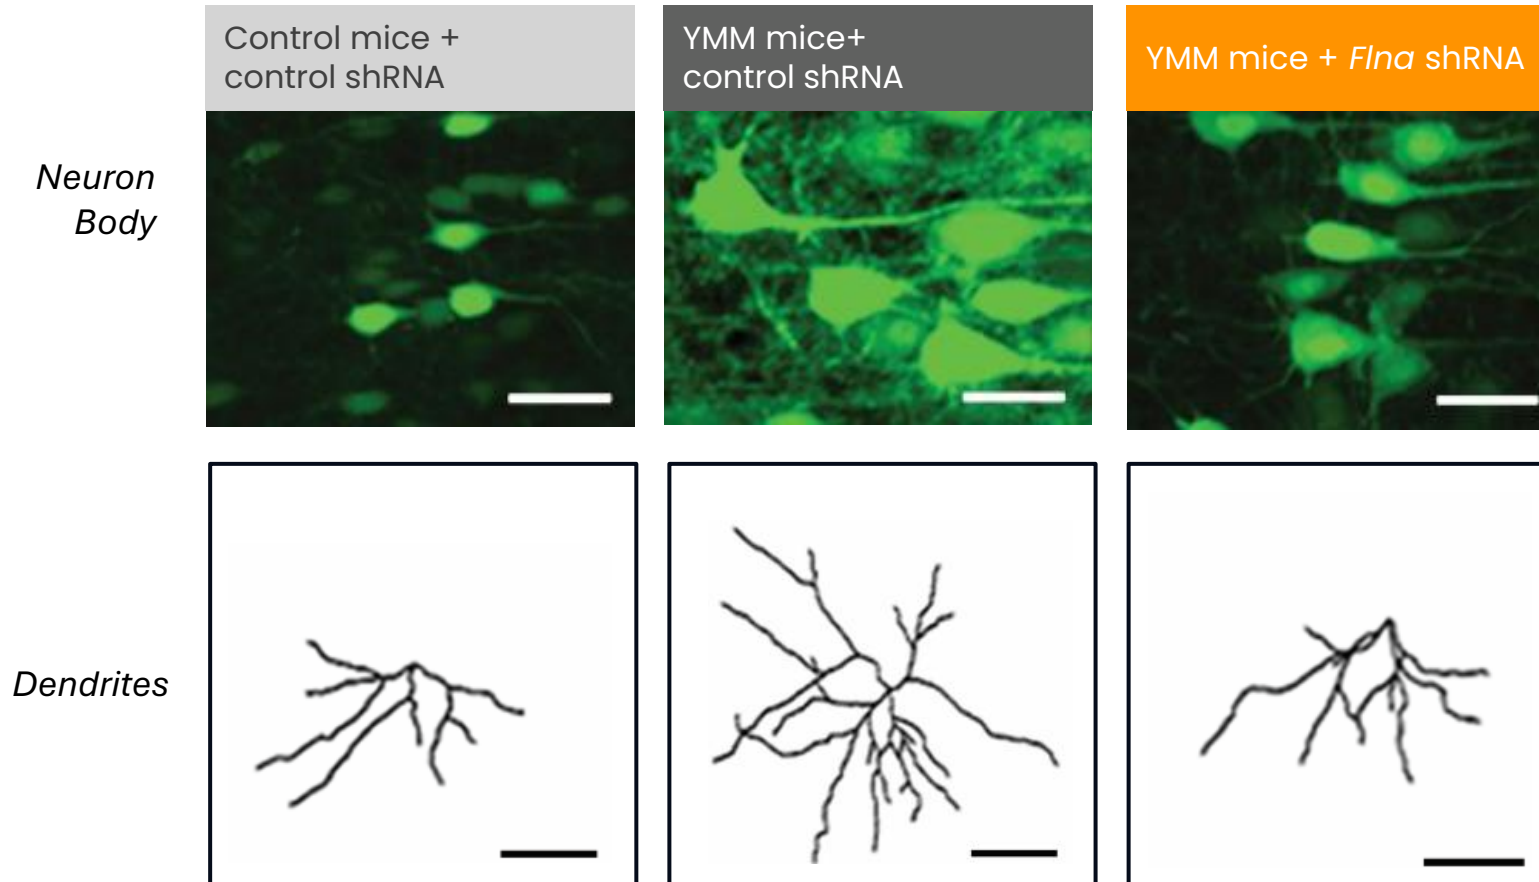 Control mice +
control shRNA
YMM mice+
control shRNA
YMM mice + Flna shRNA
Neuron
Body
Dendrites